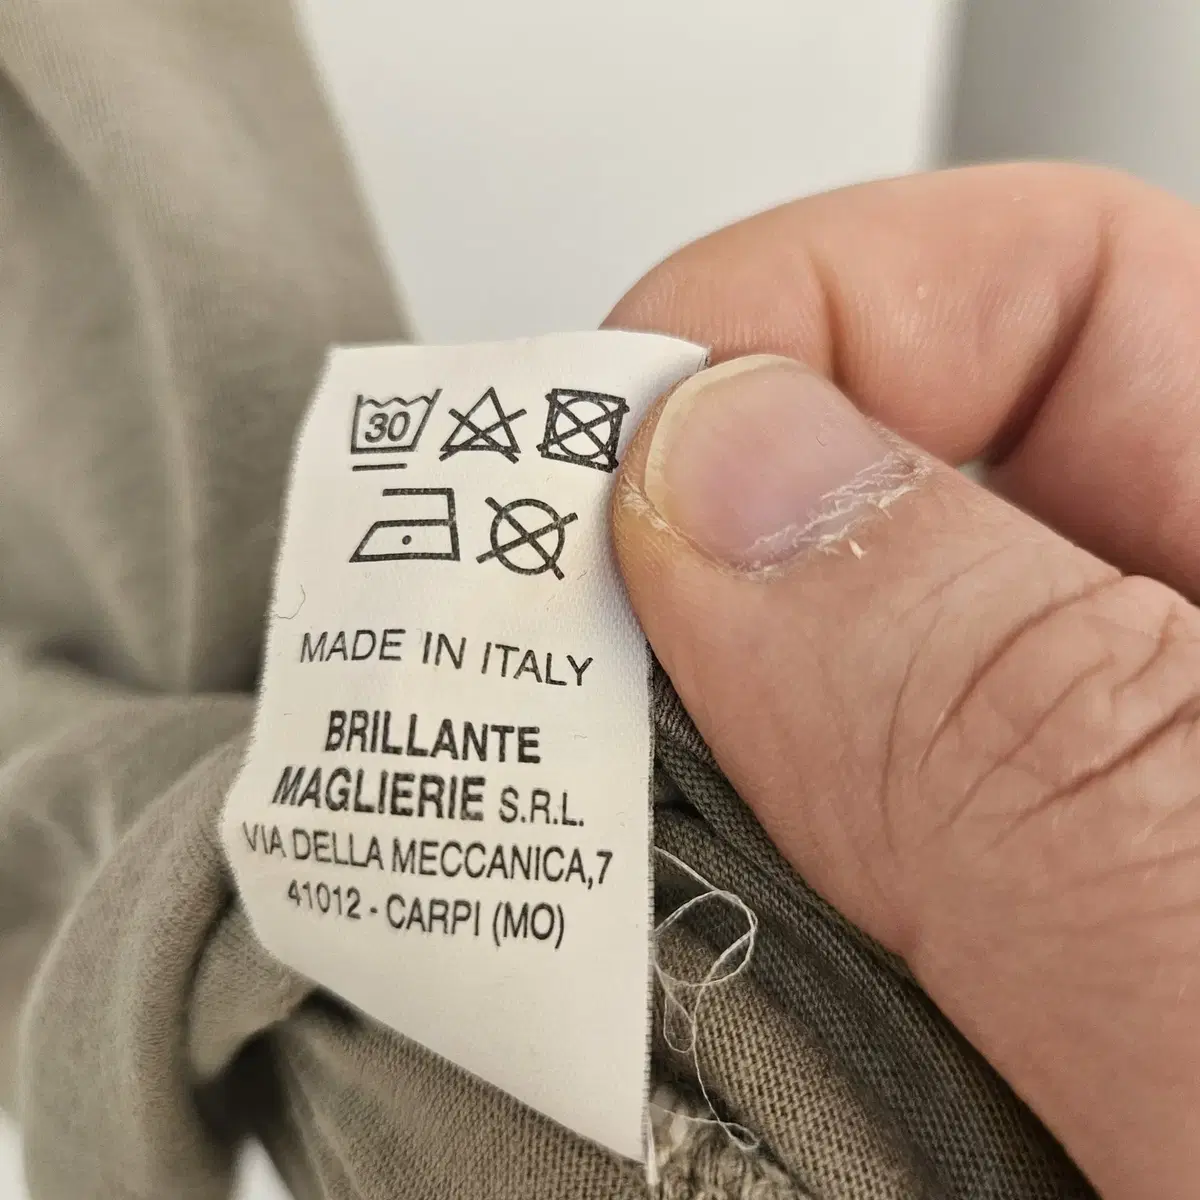 30
MADE IN ITALY
BRILLANTE
MAGLIERIE S.R.L.
VIA DELLA MECCANICA,7
41012 - CARPI (MO)